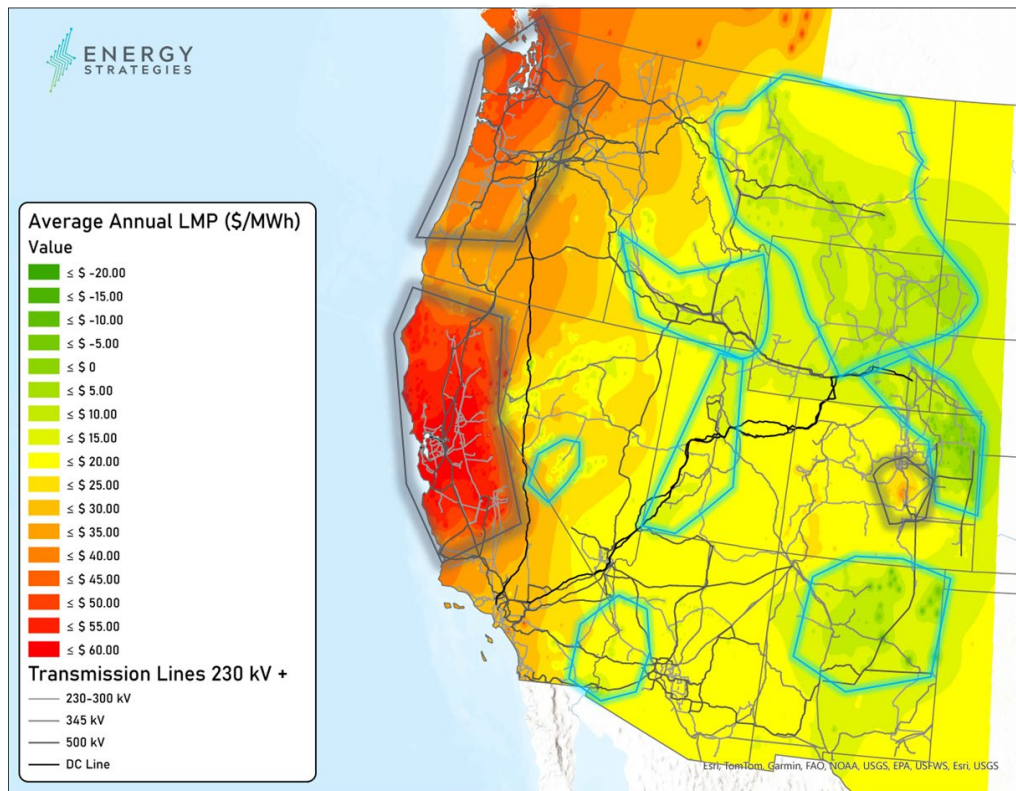 ENERGY
STRATEGIES
Average Annual LMP ($/MWh)
Value
≤ $ -20.00
≤ $ -15.00
≤ $ -10.00
≤ $ -5.00
≤ $ 0
≤ $ 5.00
≤ $ 10.00
≤ $ 15.00
≤ $ 20.00
≤ $ 25.00
≤ $ 30.00
≤ $ 35.00
≤ $ 40.00
≤ $ 45.00
≤ $ 50.00
≤ $ 55.00
≤ $ 60.00
Transmission Lines 230 kV +
230-300 kV
345 kV
500 kV
DC Line
Esri, TomTom, Garmin, FAO, NOAA, USGS, EPA, USFWS, Esri, USGS